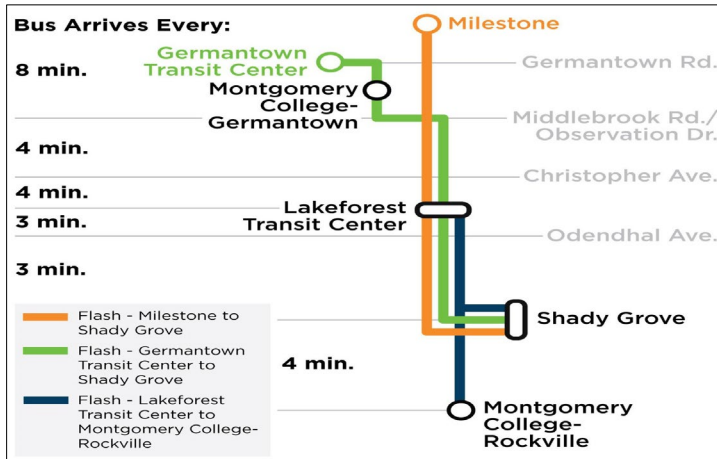 Bus Arrives Every:
Milestone
Germantown
Transit Center
Germantown Rd.
8 min.
Montgomery
College-
Germantown
Middlebrook Rd./
Observation Dr.
4 min.
Christopher Ave.
4 min.
Lakeforest
Transit Center
3 min.
Odendhal Ave.
3 min.
Flash - Milestone to
Shady Grove
Flash - Germantown
Transit Center to
Shady Grove
Flash - Lakeforest
Transit Center to
Montgomery College-
Rockville
Shady Grove
4 min.
Montgomery
College-
Rockville